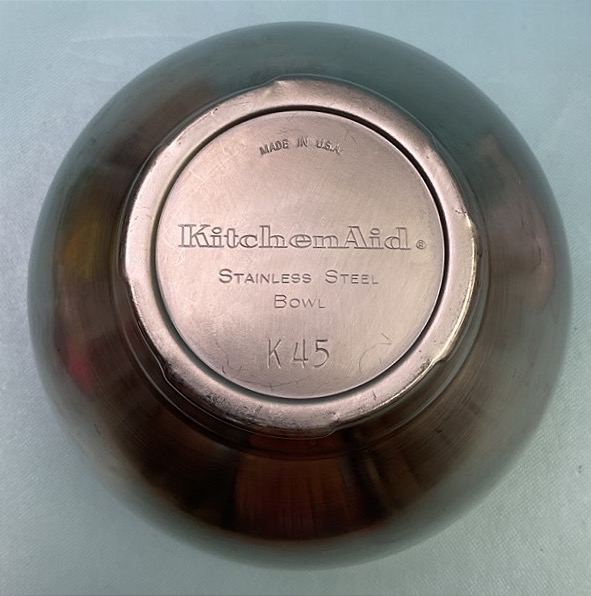 MADE IN U.S.A.
KitchenAid®
STAINLESS STEEL
BOWL
K45